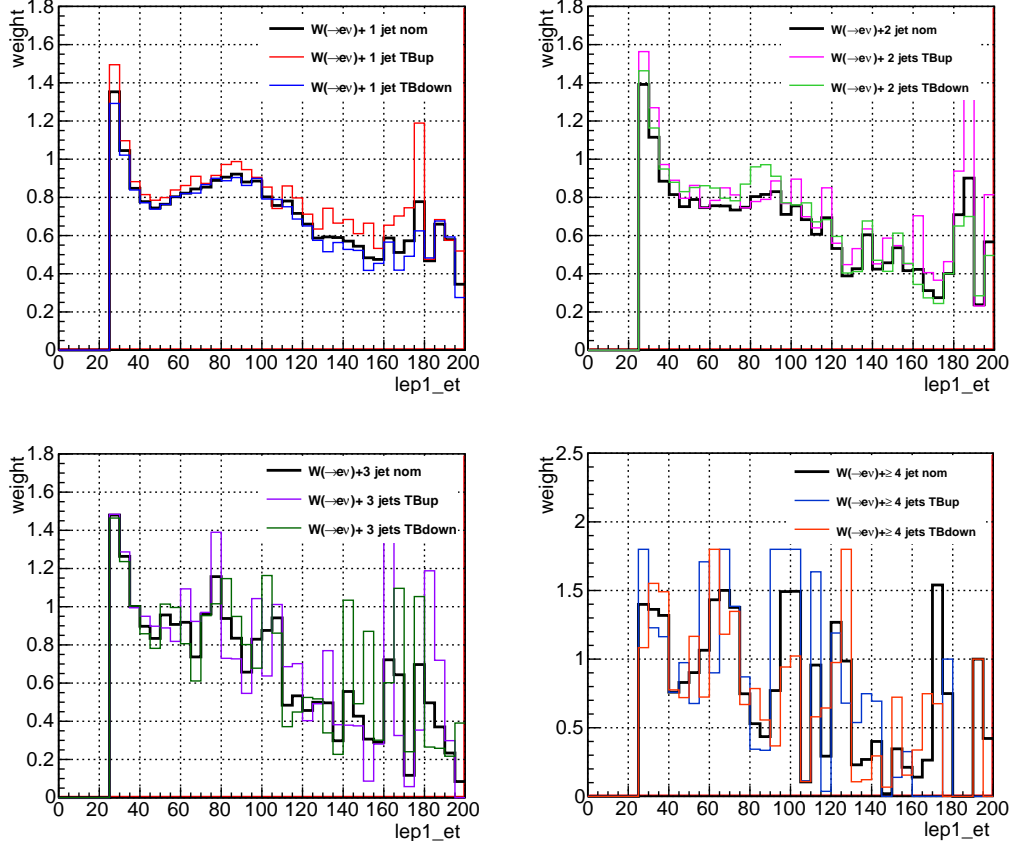 weight
1.8
1.6
1.4
1.2
1
0.8
0.6
0.4
0.2
0
W(→eν)+ 1 jet nom
W(→eν)+ 1 jet TBup
W(→eν)+ 1 jet TBdown
0 20 40 60 80 100 120 140 160 180 200
lep1_et
weight
1.8
1.6
1.4
1.2
1
0.8
0.6
0.4
0.2
0
W(→eν)+2 jet nom
W(→eν)+ 2 jets TBup
W(→eν)+ 2 jets TBdown
0 20 40 60 80 100 120 140 160 180 200
lep1_et
weight
1.8
1.6
1.4
1.2
1
0.8
0.6
0.4
0.2
0
W(→eν)+3 jet nom
W(→eν)+ 3 jets TBup
W(→eν)+ 3 jets TBdown
0 20 40 60 80 100 120 140 160 180 200
lep1_et
weight
2.5
2
1.5
1
0.5
0
W(→eν)+≥ 4 jet nom
W(→eν)+≥ 4 jets TBup
W(→eν)+≥ 4 jets TBdown
0 20 40 60 80 100 120 140 160 180 200
lep1_et